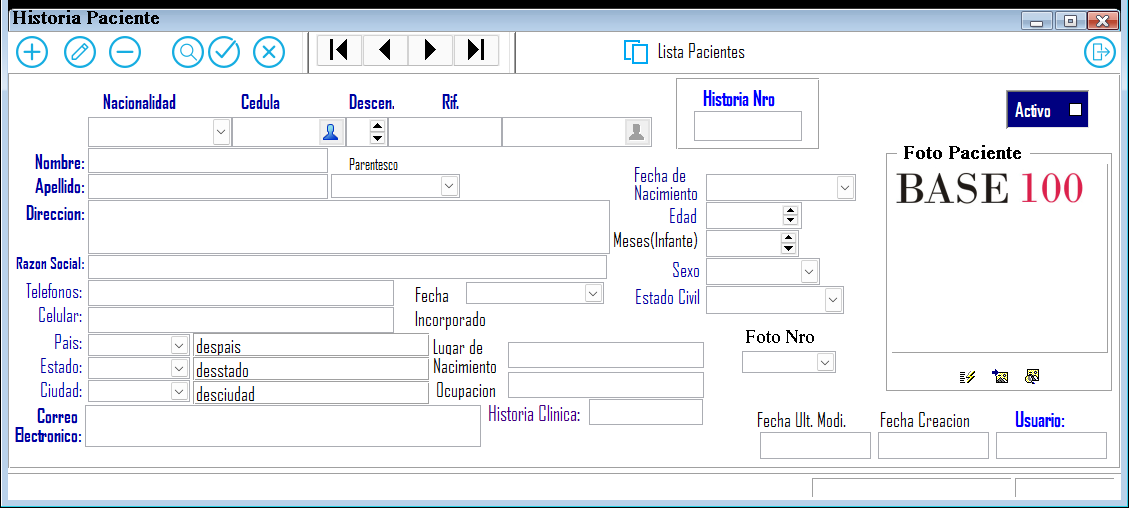 Historia Paciente
Lista Pacientes
Nacionalidad Cedula Descen. Rif.
Historia Nro
Activo
Nombre:
Parentesco
Apellido:
Direccion:
Razon Social:
Telefonos:
Celular:
Fecha
Incorporado
Pais: despais
Estado: desstado
Ciudad: desciudad
Correo
Electronico:
Lugar de
Nacimiento
Ocupacion
Historia Clinica:
Fecha de
Nacimiento
Edad
Meses(Infante)
Sexo
Estado Civil
Foto Nro
Foto Paciente
BASE 100
Fecha Ult. Modi. Fecha Creacion Usuario: